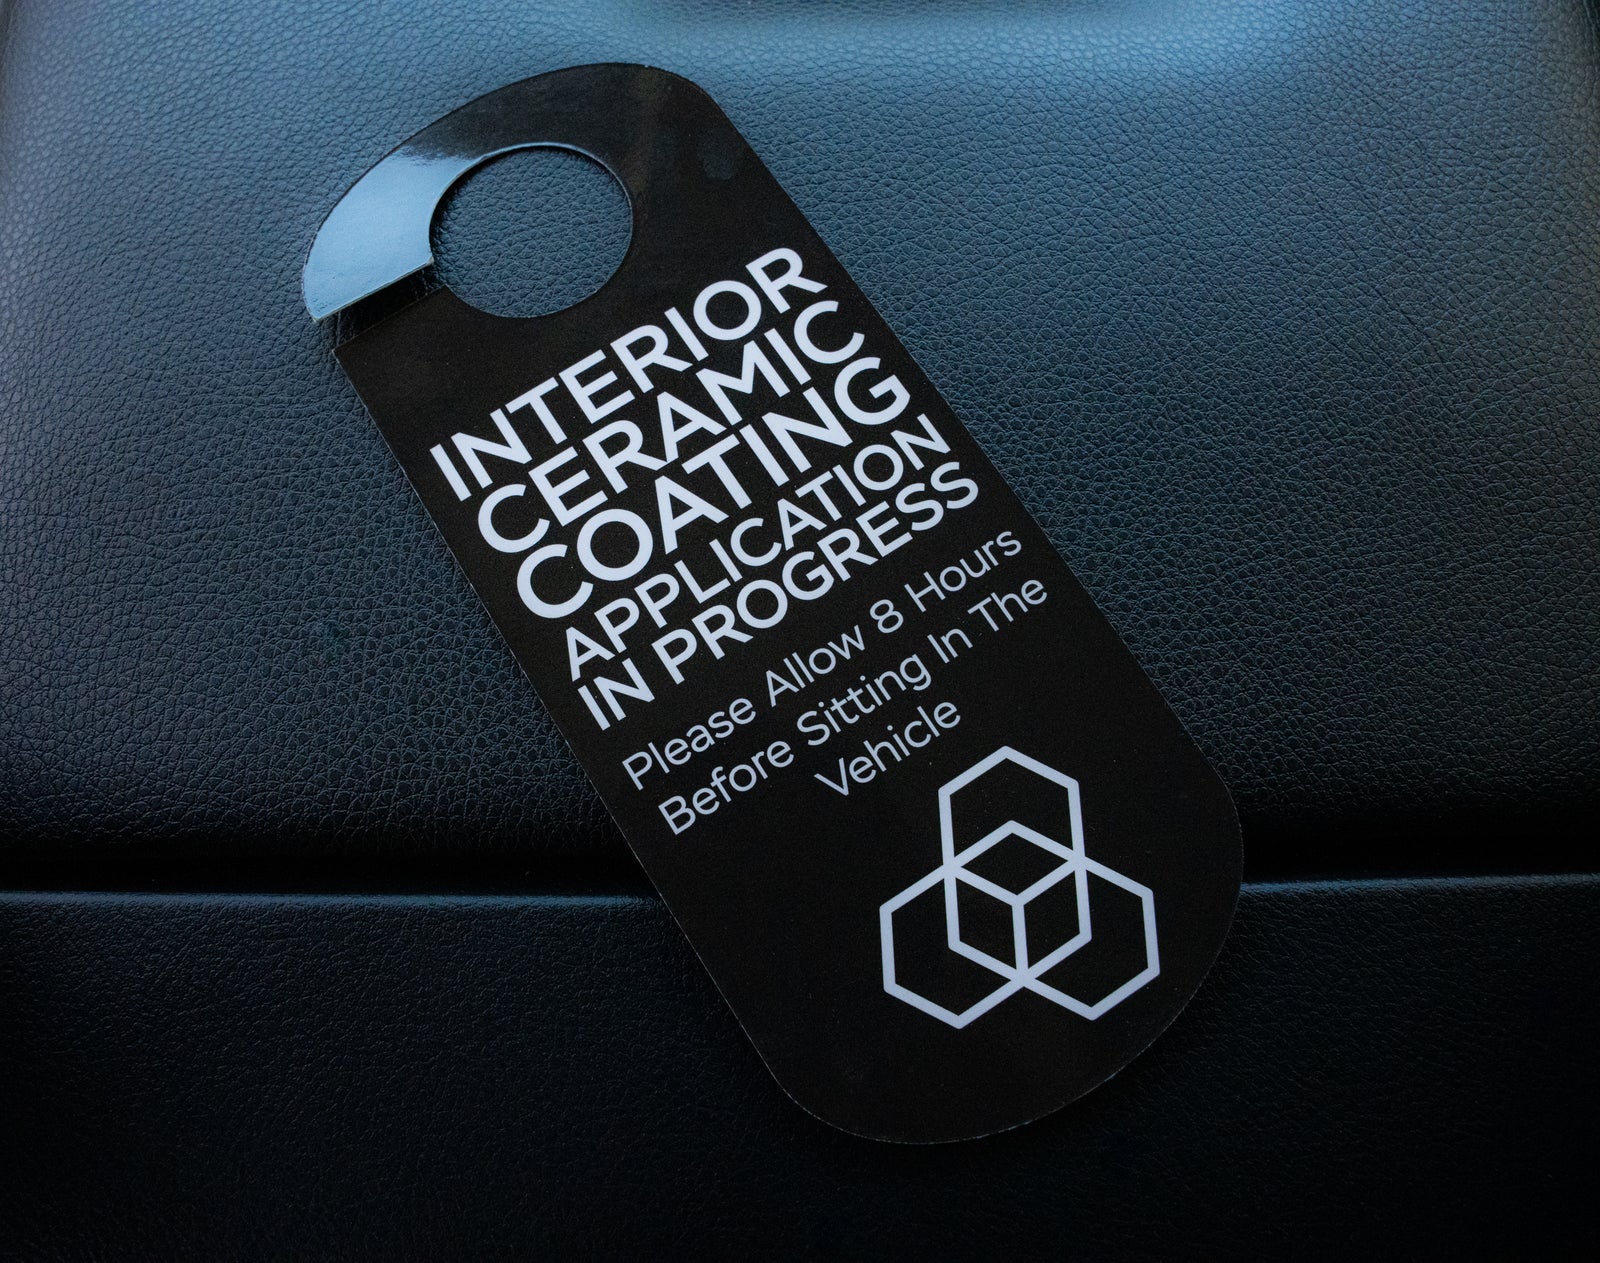 INTERIOR
CERAMIC
COATING
APPLICATION
IN PROGRESS
Please Allow 8 Hours
Before Sitting In The
Vehicle